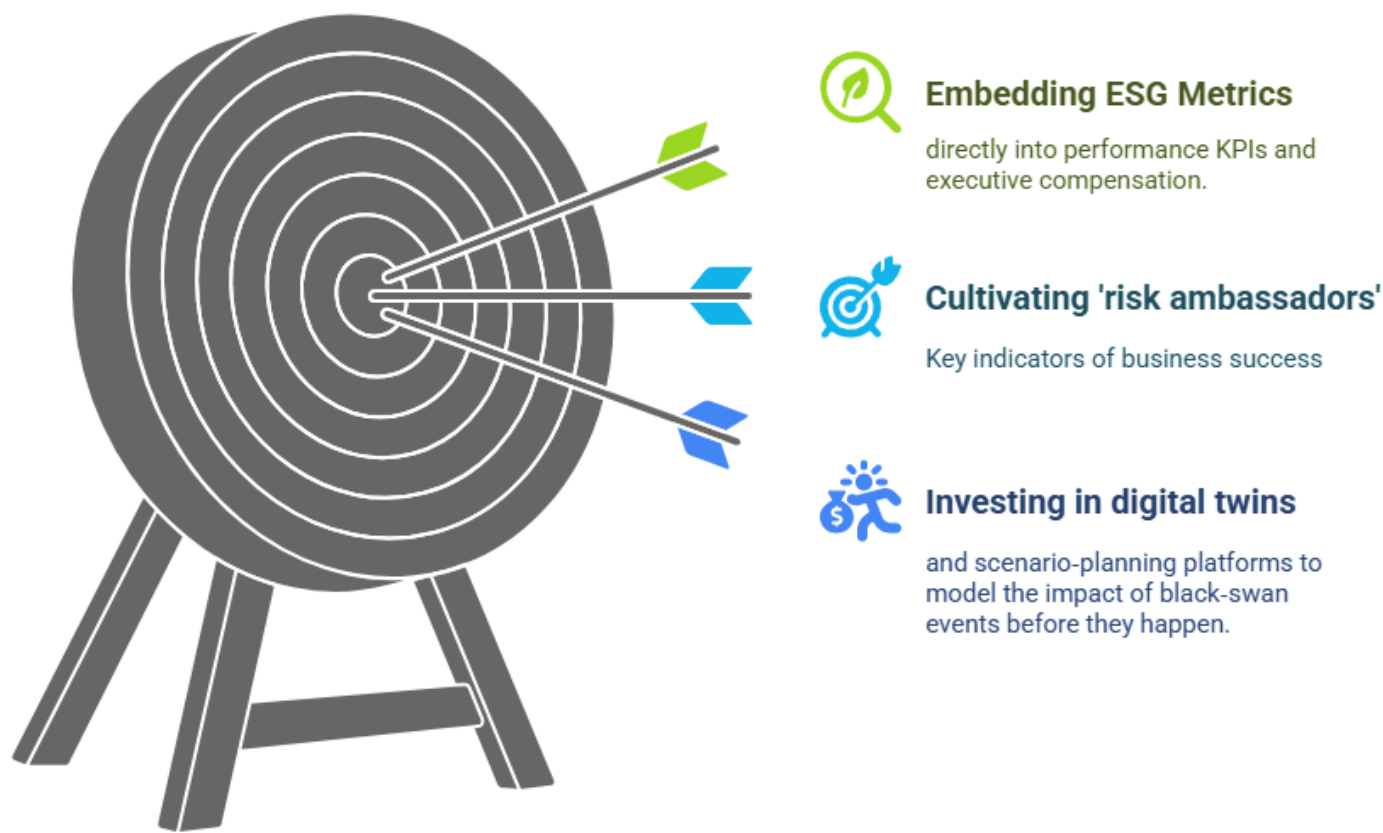 Embedding ESG Metrics
directly into performance KPIs and
executive compensation.
Cultivating 'risk ambassadors'
Key indicators of business success
Investing in digital twins
and scenario-planning platforms to
model the impact of black-swan
events before they happen.